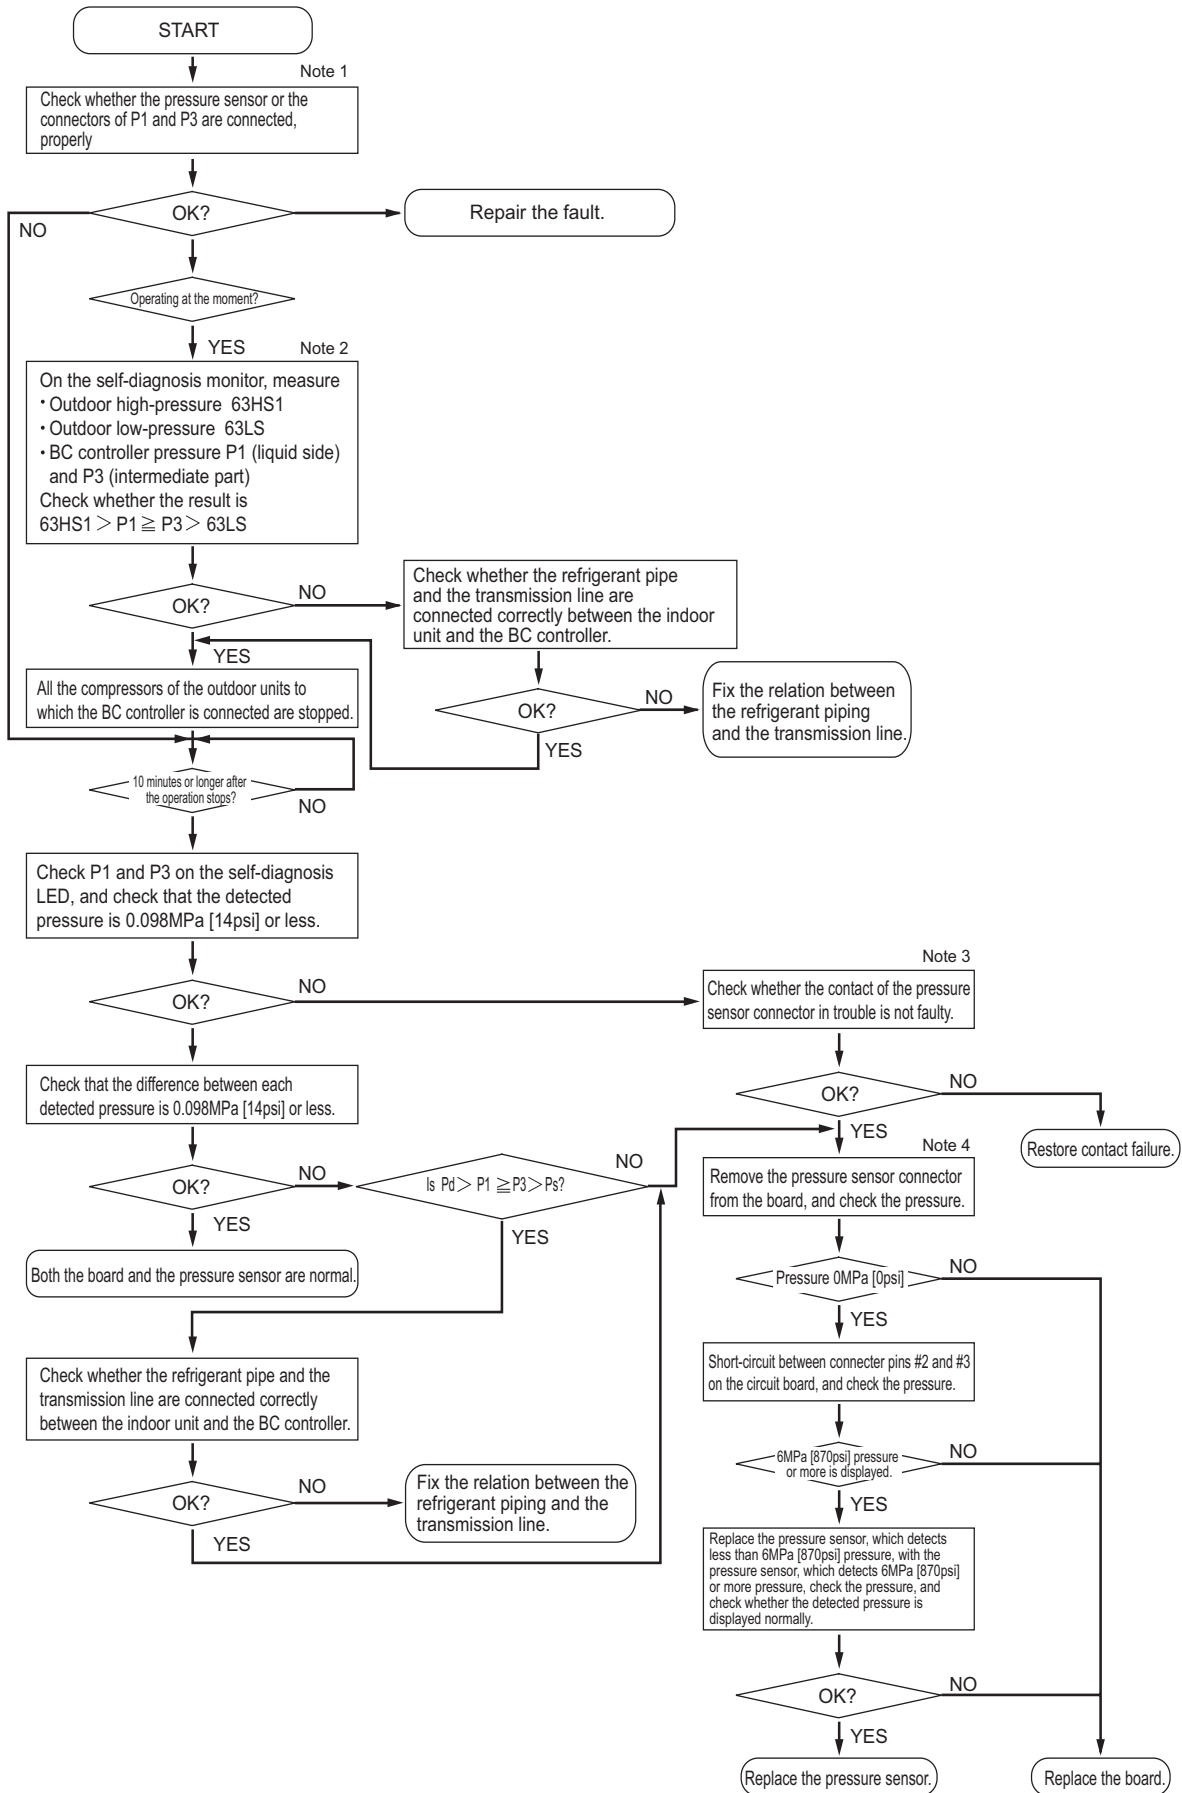 START
Note 1
Check whether the pressure sensor or the
connectors of P1 and P3 are connected,
properly
OK?
NO
Repair the fault.
Operating at the moment?
YES
Note 2
On the self-diagnosis monitor, measure
・Outdoor high-pressure 63HS1
・Outdoor low-pressure 63LS
・BC controller pressure P1 (liquid side)
and P3 (intermediate part)
Check whether the result is
63HS1＞P1≧P3＞63LS
OK?
NO
Check whether the refrigerant pipe
and the transmission line are
connected correctly between the indoor
unit and the BC controller.
YES
All the compressors of the outdoor units to
which the BC controller is connected are stopped.
OK?
NO
Fix the relation between
the refrigerant piping
and the transmission line.
YES
10 minutes or longer after
the operation stops?
NO
Check P1 and P3 on the self-diagnosis
LED, and check that the detected
pressure is 0.098MPa [14psi] or less.
OK?
NO
Note 3
Check whether the contact of the pressure
sensor connector in trouble is not faulty.
Check that the difference between each
detected pressure is 0.098MPa [14psi] or less.
OK?
NO
Restore contact failure.
YES
Note 4
OK?
NO
Is Pd＞P1≧P3＞Ps?
NO
YES
YES
Both the board and the pressure sensor are normal.
Remove the pressure sensor connector
from the board, and check the pressure.
Pressure 0MPa [0psi]
NO
YES
Check whether the refrigerant pipe and the
transmission line are connected correctly
between the indoor unit and the BC controller.
Short-circuit between connecter pins #2 and #3
on the circuit board, and check the pressure.
6MPa [870psi] pressure
or more is displayed.
NO
YES
OK?
NO
Fix the relation between the
refrigerant piping and the
transmission line.
YES
Replace the pressure sensor, which detects
less than 6MPa [870psi] pressure, with the
pressure sensor, which detects 6MPa [870psi]
or more pressure, check the pressure, and
check whether the detected pressure is
displayed normally.
OK?
NO
YES
Replace the pressure sensor.
Replace the board.